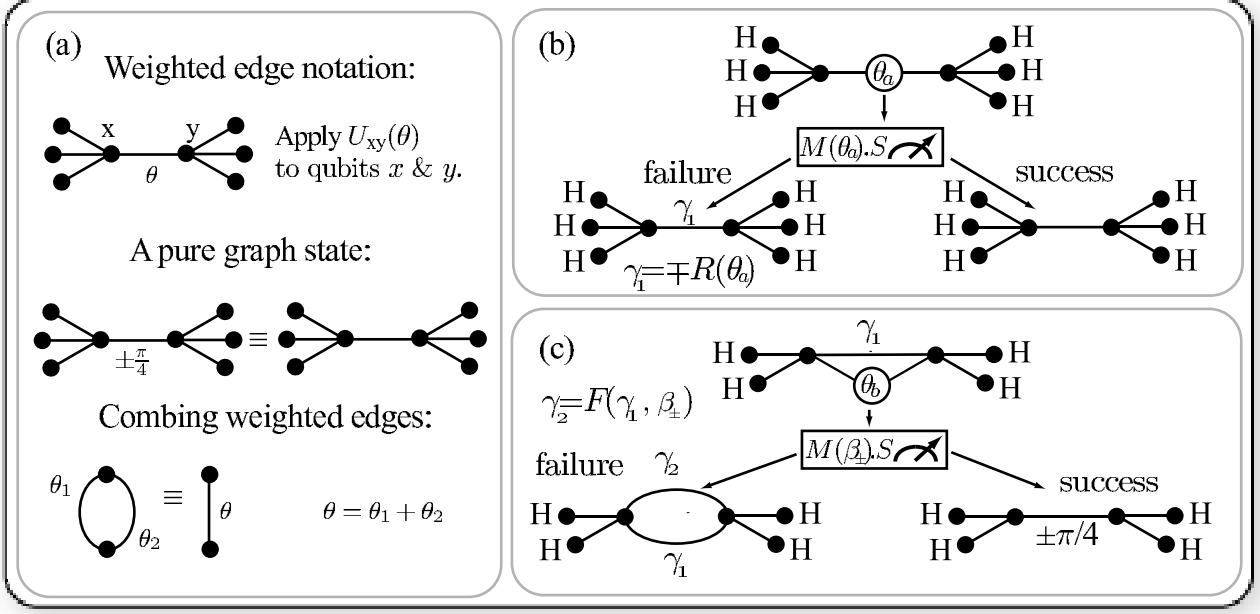 (a)
Weighted edge notation:
x y
θ
Apply U_xy(θ)
to qubits x & y.
A pure graph state:
±π/4
≡
Combing weighted edges:
θ₁
≡
θ
θ₂
θ = θ₁ + θ₂
(b)
H H
H θₐ H
H H
M(θₐ).S
failure success
H γ₁ H H H
H H H H
H H H H
γ₁=∓R(θₐ)
(c)
γ₁
H H
H θ_b H
γ₂=F(γ₁, β±)
M(β±).S
failure γ₂
success
H H H H
H H H ±π/4 H
γ₁